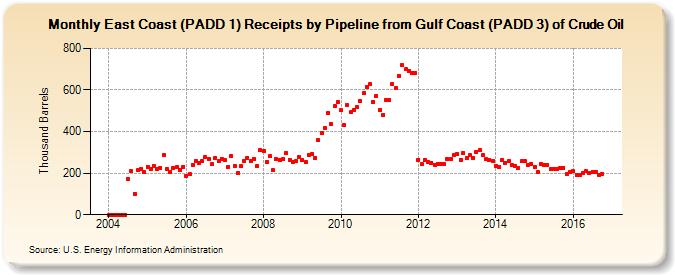 Monthly East Coast (PADD 1) Receipts by Pipeline from Gulf Coast (PADD 3) of Crude Oil
Thousand Barrels
800
600
400
200
0
2004 2006 2008 2010 2012 2014 2016
Source: U.S. Energy Information Administration